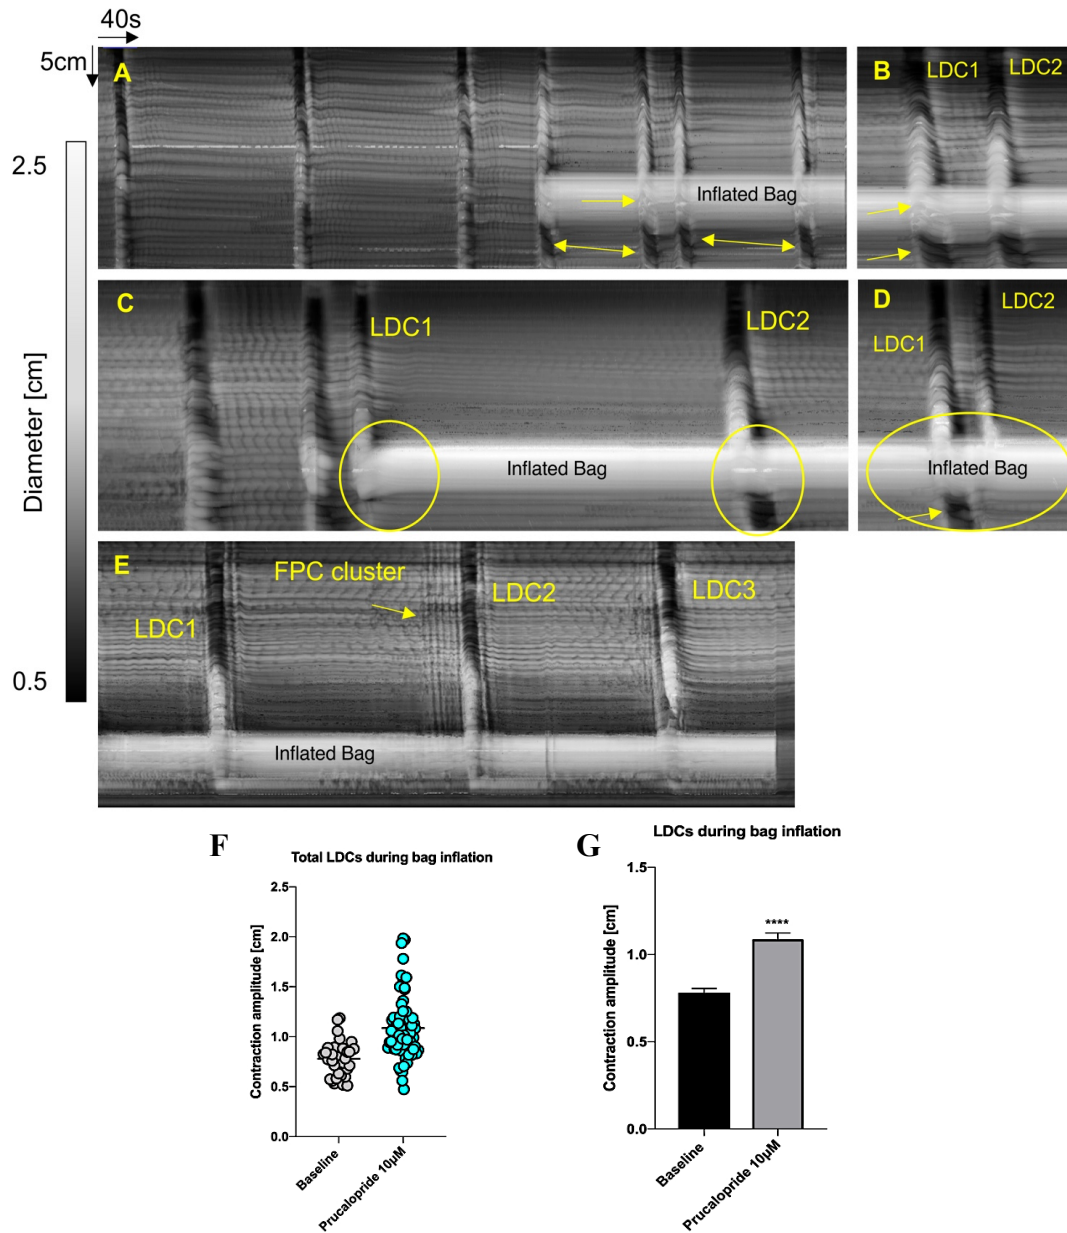 40s
5cm
A
B
LDC1
LDC2
Inflated Bag
2.5
Diameter [cm]
0.5
C
LDC1
LDC2
Inflated Bag
D
LDC1
LDC2
Inflated Bag
E
FPC cluster
LDC1
LDC2
LDC3
Inflated Bag
F
Total LDCs during bag inflation
Contraction amplitude [cm]
2.5
2.0
1.5
1.0
0.5
0.0
Baseline
Prucalopride 10µM
G
LDCs during bag inflation
Contraction amplitude [cm]
1.5
1.0
0.5
0.0
****
Baseline
Prucalopride 10µM